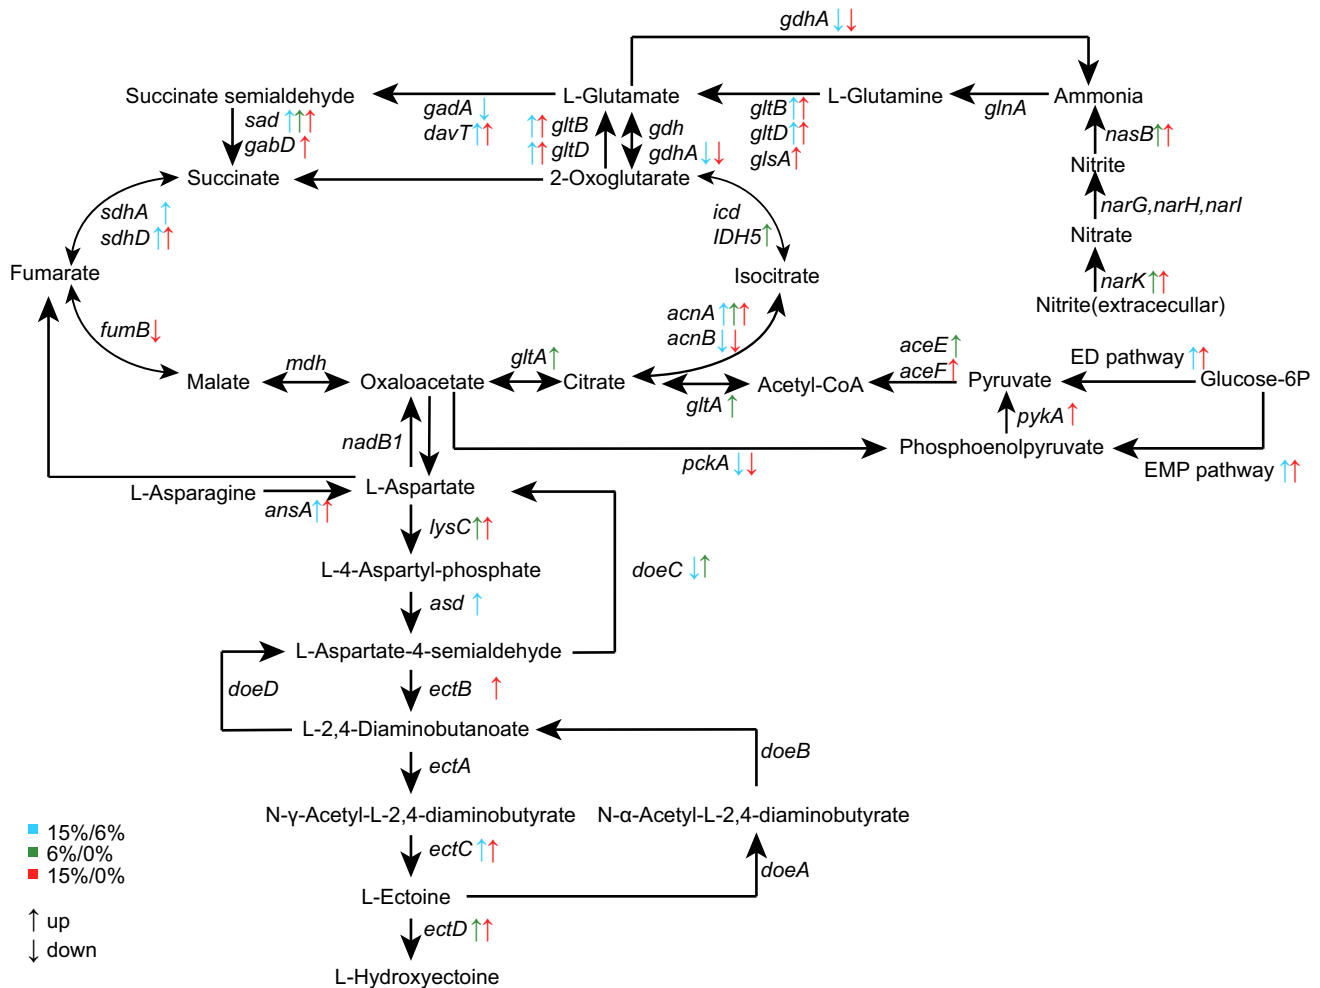 gdhA ↓↓
Succinate semialdehyde
L-Glutamate
L-Glutamine
Ammonia
gadA ↓
davT ↑↑
gltB ↑↑
gltD ↑↑
glsA ↑
glnA
sad ↑↑↑
gabD ↑
↑↑ gltB
↑↑ gltD
gdh
gdhA ↓↓
nasB ↑↑
Nitrite
Succinate
2-Oxoglutarate
narG,narH,narI
sdhA ↑
sdhD ↑↑
icd
IDH5 ↑
Nitrate
Fumarate
Isocitrate
narK ↑↑
Nitrite(extracecullar)
fumB ↓
acnA ↑↑↑
acnB ↓↓
aceE ↑
aceF ↑
ED pathway ↑↑
mdh
gltA ↑
Malate
Oxaloacetate
Citrate
Acetyl-CoA
Pyruvate
Glucose-6P
gltA ↑
pykA ↑
nadB1
Phosphoenolpyruvate
pckA ↓↓
EMP pathway ↑↑
L-Asparagine
L-Aspartate
ansA ↑↑
lysC ↑↑
L-4-Aspartyl-phosphate
doeC ↓↑
asd ↑
L-Aspartate-4-semialdehyde
doeD
ectB ↑
L-2,4-Diaminobutanoate
doeB
ectA
N-γ-Acetyl-L-2,4-diaminobutyrate
N-α-Acetyl-L-2,4-diaminobutyrate
ectC ↑↑
doeA
L-Ectoine
ectD ↑↑
L-Hydroxyectoine
15%/6%
6%/0%
15%/0%
↑ up
↓ down